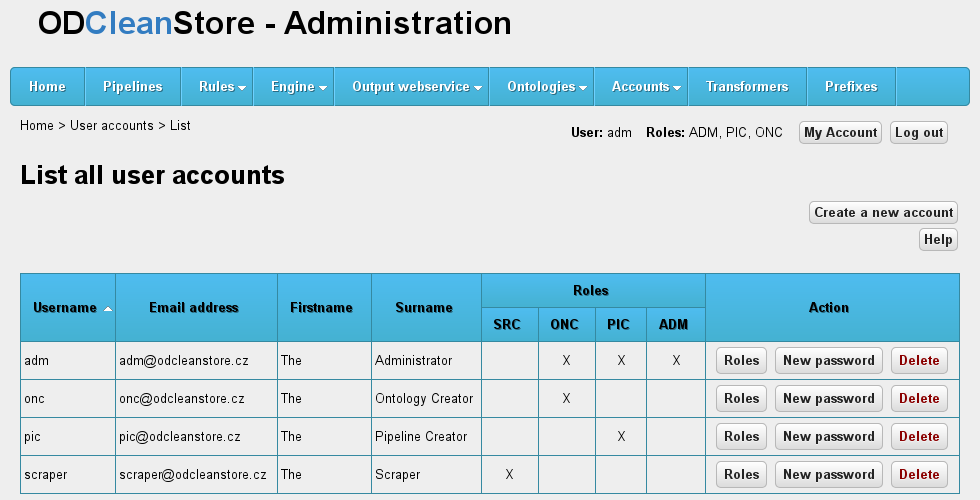 ODCleanStore - Administration
Home Pipelines Rules Engine Output webservice Ontologies Accounts Transformers Prefixes
Home > User accounts > List
User: adm Roles: ADM, PIC, ONC My Account Log out
List all user accounts
Create a new account
Help
Username Email address Firstname Surname Roles Action
SRC ONC PIC ADM
adm adm@odcleanstore.cz The Administrator X X X Roles New password Delete
onc onc@odcleanstore.cz The Ontology Creator X Roles New password Delete
pic pic@odcleanstore.cz The Pipeline Creator X Roles New password Delete
scraper scraper@odcleanstore.cz The Scraper X Roles New password Delete